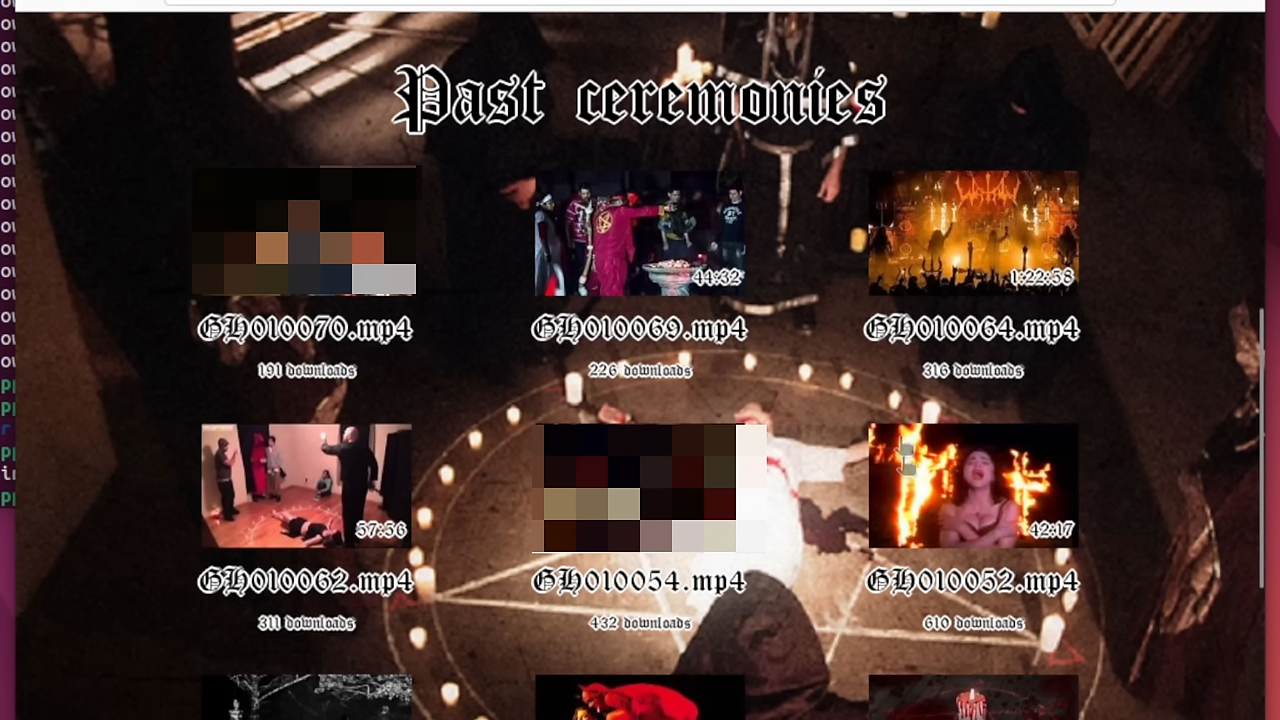 Past ceremonies
44:32
1:22:58
GH010070.mp4
GH010069.mp4
GH010064.mp4
191 downloads
226 downloads
316 downloads
57:56
42:17
GH010062.mp4
GH010054.mp4
GH010052.mp4
311 downloads
432 downloads
610 downloads